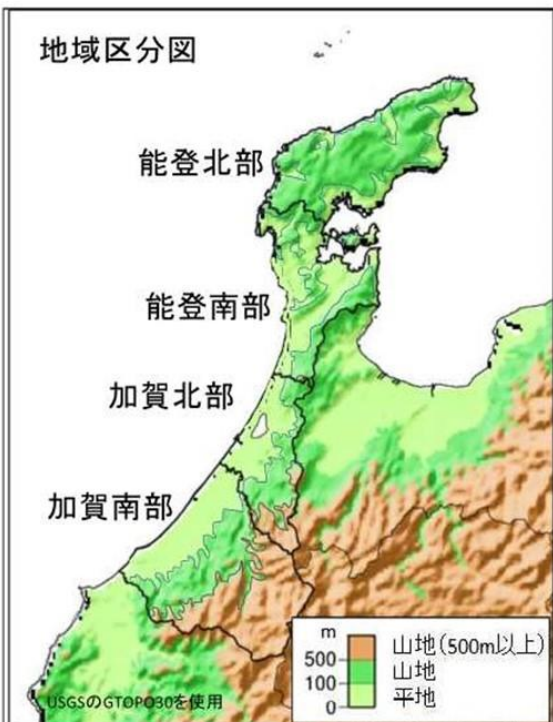 地域区分図
能登北部
能登南部
加賀北部
加賀南部
m
500
100
0
山地(500m以上)
山地
平地
USGSのGTOPO30を使用